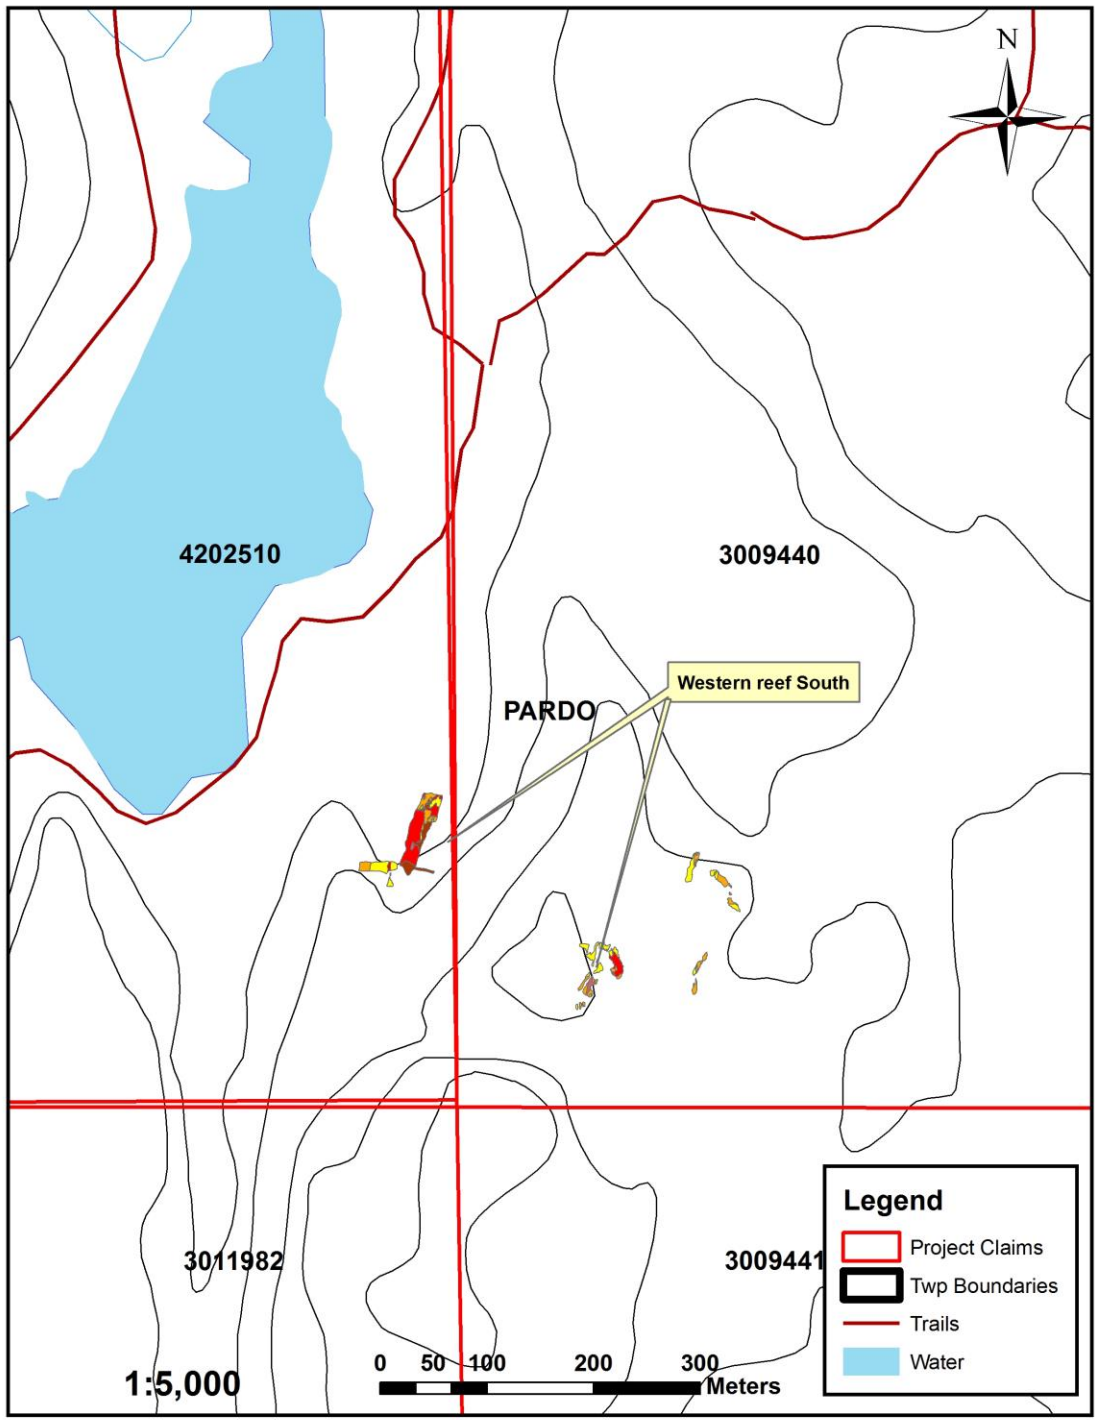 N
4202510
3009440
Western reef South
PARDO
Legend
Project Claims
3011982
3009441
Twp Boundaries
Trails
0 50 100 200 300
Water
1:5,000
Meters